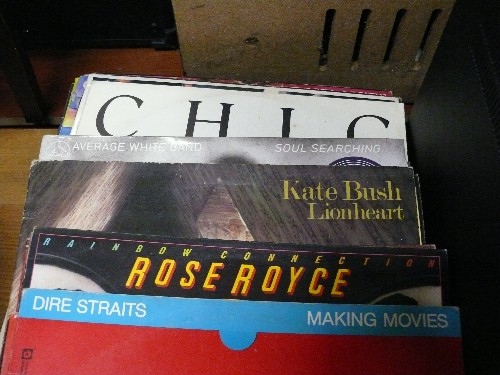 CHIC
AVERAGE WHITE BAND SOUL SEARCHING
Kate Bush
Lionheart
RAINBOW CONNECTION
ROSE ROYCE
DIRE STRAITS MAKING MOVIES